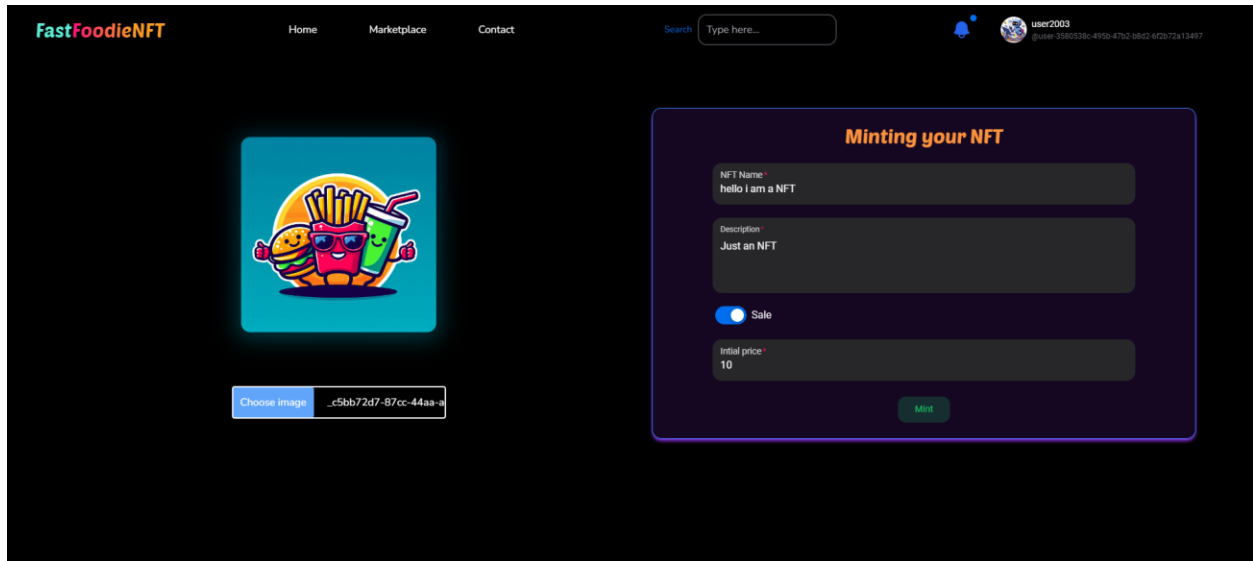 FastFoodieNFT
Home
Marketplace
Contact
Search
Type here...
user2003
@user-3580538c-495b-47b2-b8d2-6f2b72a13497
Minting your NFT
NFT Name*
hello i am a NFT
Description*
Just an NFT
Sale
Intial price*
10
Mint
Choose image
_c5bb72d7-87cc-44aa-a